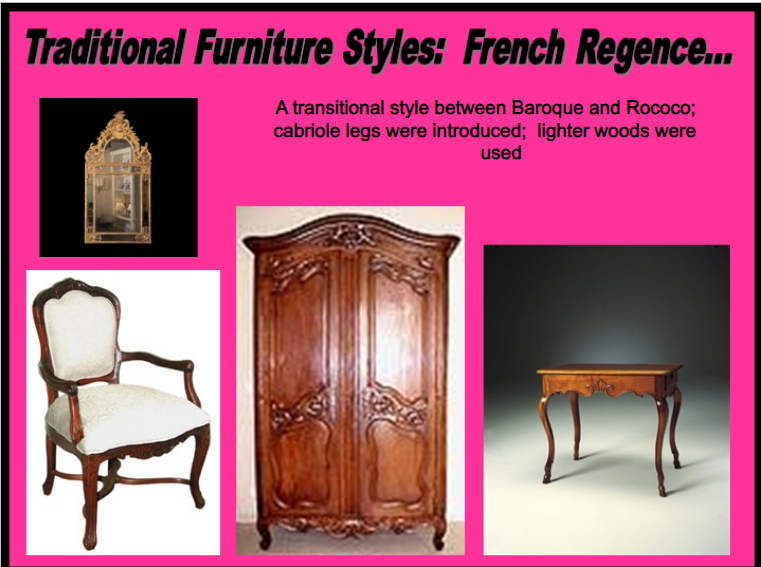 Traditional Furniture Styles:  French Regence...
A transitional style between Baroque and Rococo;
cabriole legs were introduced;  lighter woods were
used